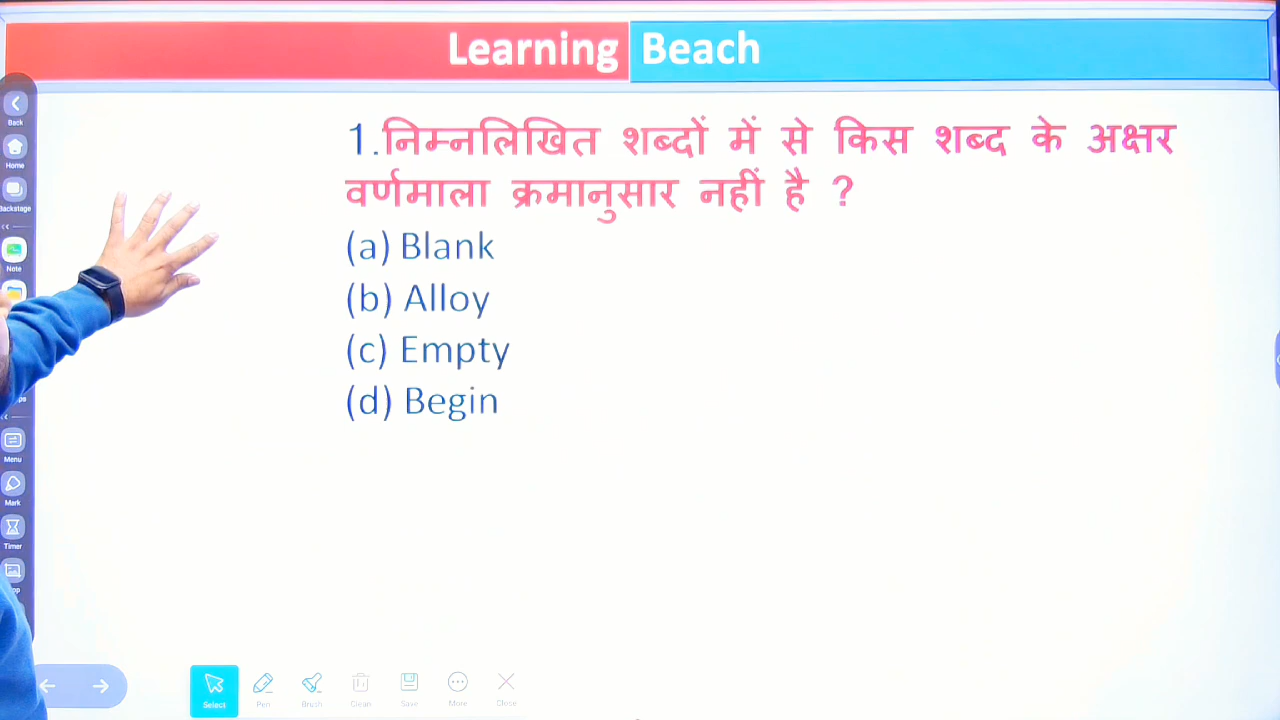 Learning Beach
1.निम्नलिखित शब्दों में से किस शब्द के अक्षर
वर्णमाला क्रमानुसार नहीं है ?
(a) Blank
(b) Alloy
(c) Empty
(d) Begin
Back
Home
Backstage
Note
Menu
Mark
Timer
Select
Pen
Brush
Clean
Save
More
Close